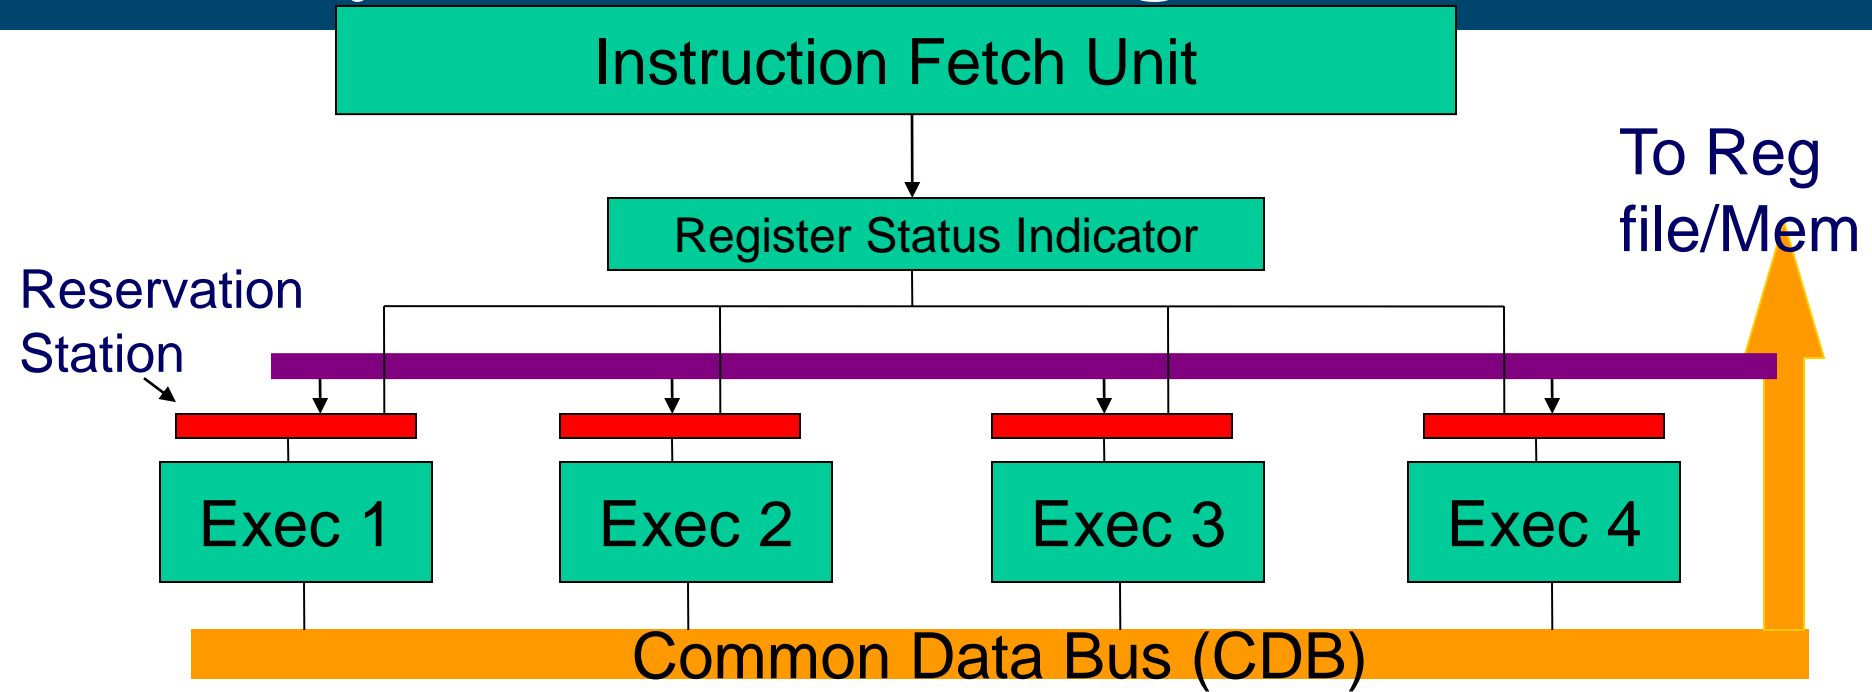 Instruction Fetch Unit
To Reg
file/Mem
Register Status Indicator
Reservation
Station
Exec 1
Exec 2
Exec 3
Exec 4
Common Data Bus (CDB)